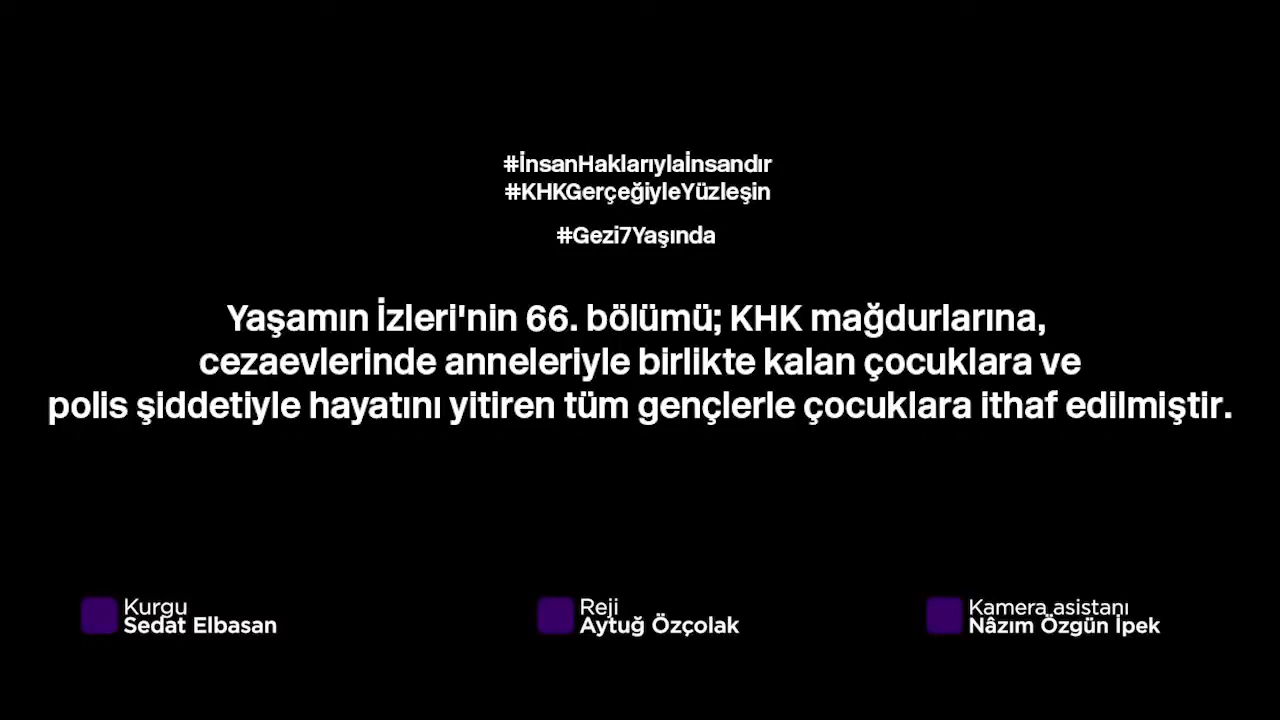 #İnsanHaklarıylaİnsandır
#KHKGerçeğiyleYüzleşin
#Gezi7Yaşında
Yaşamın İzleri'nin 66. bölümü; KHK mağdurlarına,
cezaevlerinde anneleriyle birlikte kalan çocuklara ve
polis şiddetiyle hayatını yitiren tüm gençlerle çocuklara ithaf edilmiştir.
Kurgu
Sedat Elbasan
Reji
Aytuğ Özçolak
Kamera asistanı
Nâzım Özgün İpek